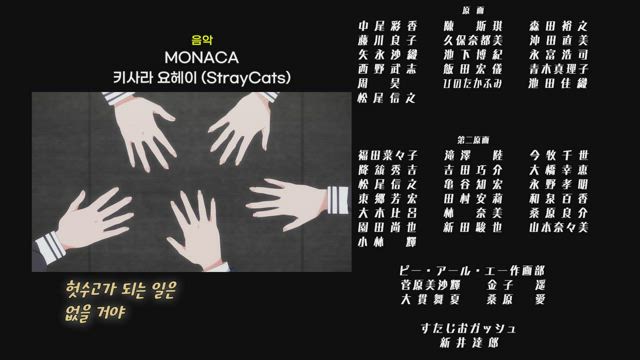 음악
MONACA
키사라 요헤이 (StrayCats)
헛수고가 되는 일은
없을 거야
原画
中尾彩香 陳斯琪 森田裕之
藤川良子 久保奈都美 沖田直美
矢永沙織 池下博紀 永富浩司
西野武志 飯田宏儀 青木真理子
周昊 ひのたかふみ 池田佳織
松尾信之
第二原画
福田菜々子 滝澤陸 今牧千世
降籏秀吉 吉田巧介 大橋幸恵
松尾信之 亀谷知宏 永野孝明
東郷芳宏 田村安莉 和泉百香
大木比呂 林奈美 桑原良介
園田尚也 新田駿也 山本奈々美
小林輝
ピー・アール・エー作画部
菅原美沙輝 金子遥
大貫舞夏 桑原愛
すたじおガッシュ
新井達郎